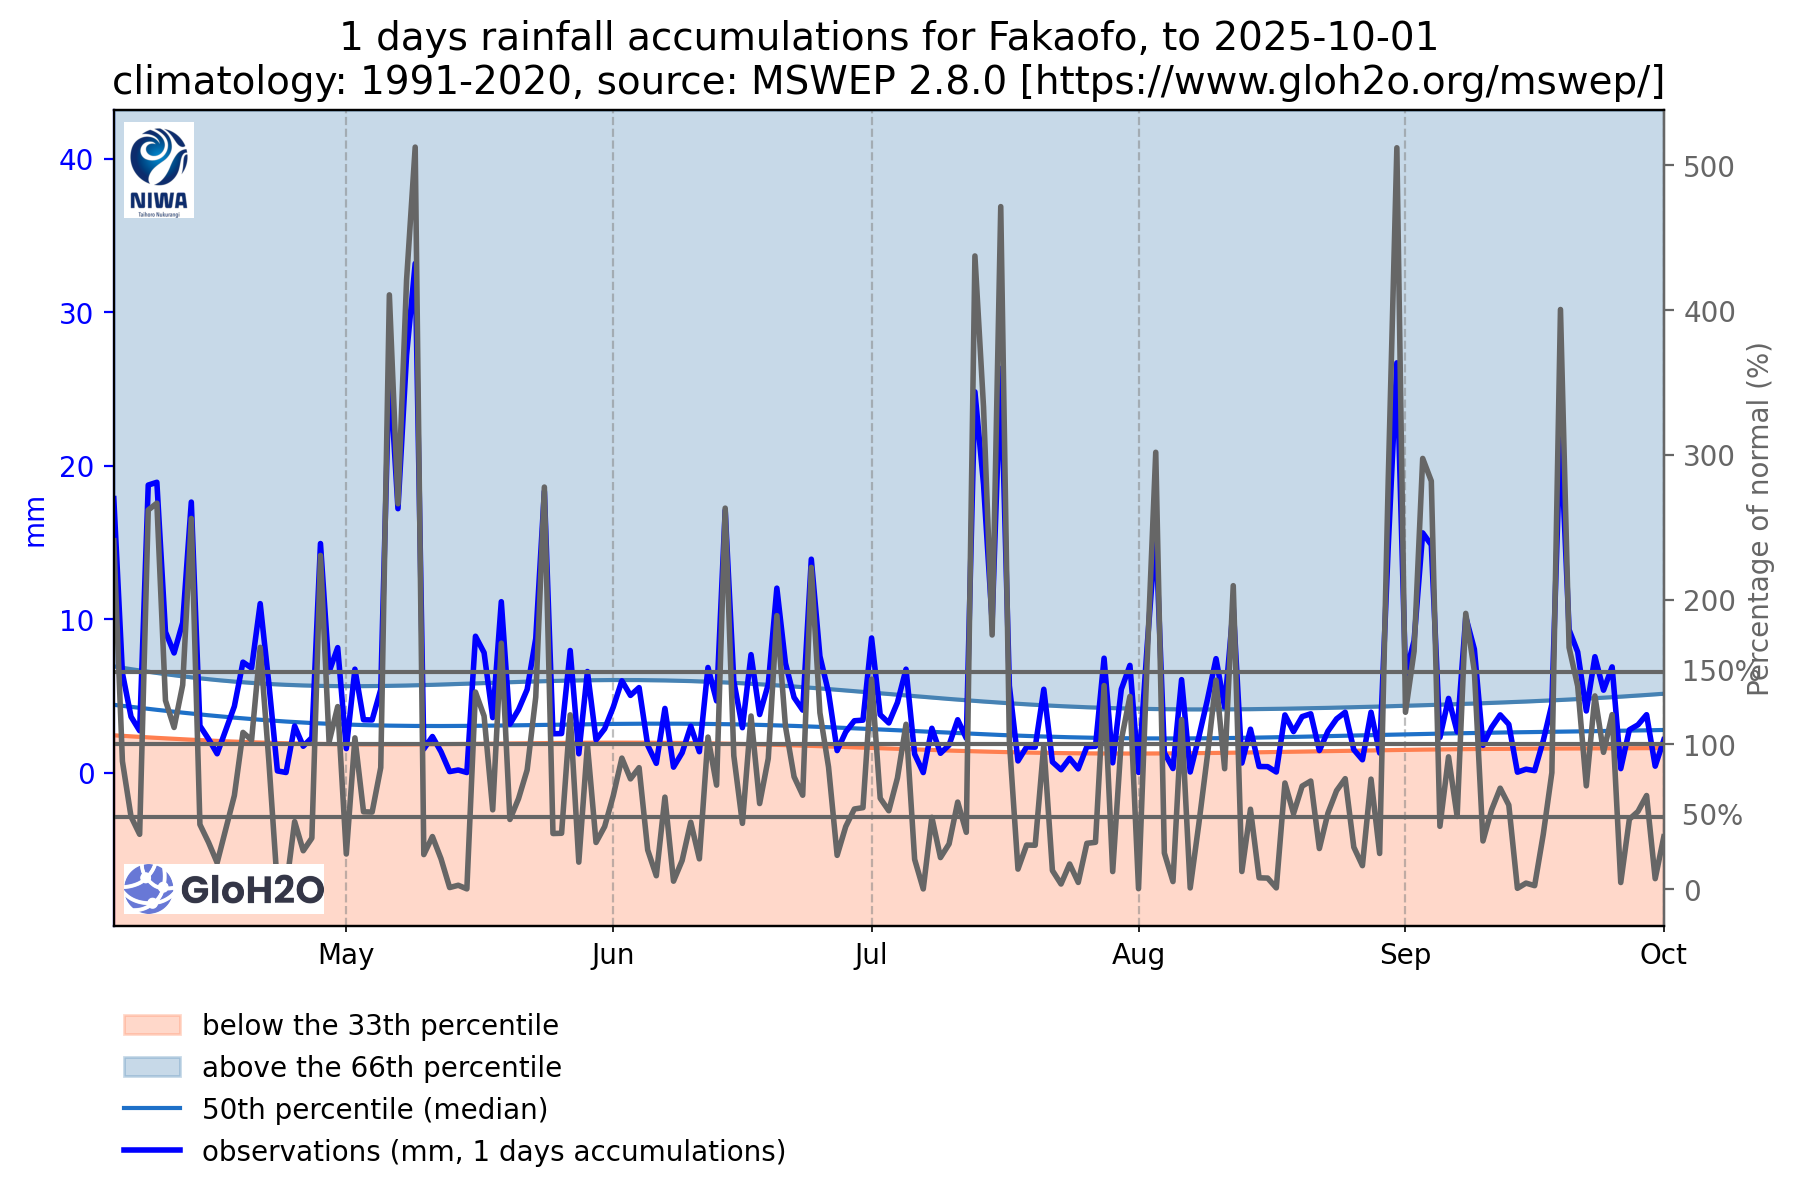 1 days rainfall accumulations for Fakaofo, to 2025-10-01
climatology: 1991-2020, source: MSWEP 2.8.0 [https://www.gloh2o.org/mswep/]
NIWA
Taihoro Nukurangi
mm
40
30
20
10
0
500
400
300
200
150%
100
50%
0
Percentage of normal (%)
GloH2O
May
Jun
Jul
Aug
Sep
Oct
below the 33th percentile
above the 66th percentile
50th percentile (median)
observations (mm, 1 days accumulations)